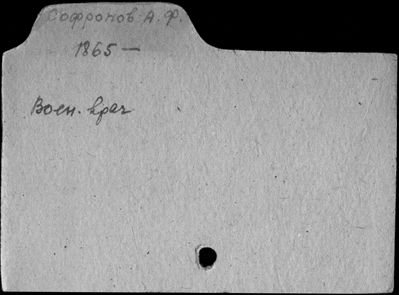 Софронов А. Ф.
1865 —
Воен. врач